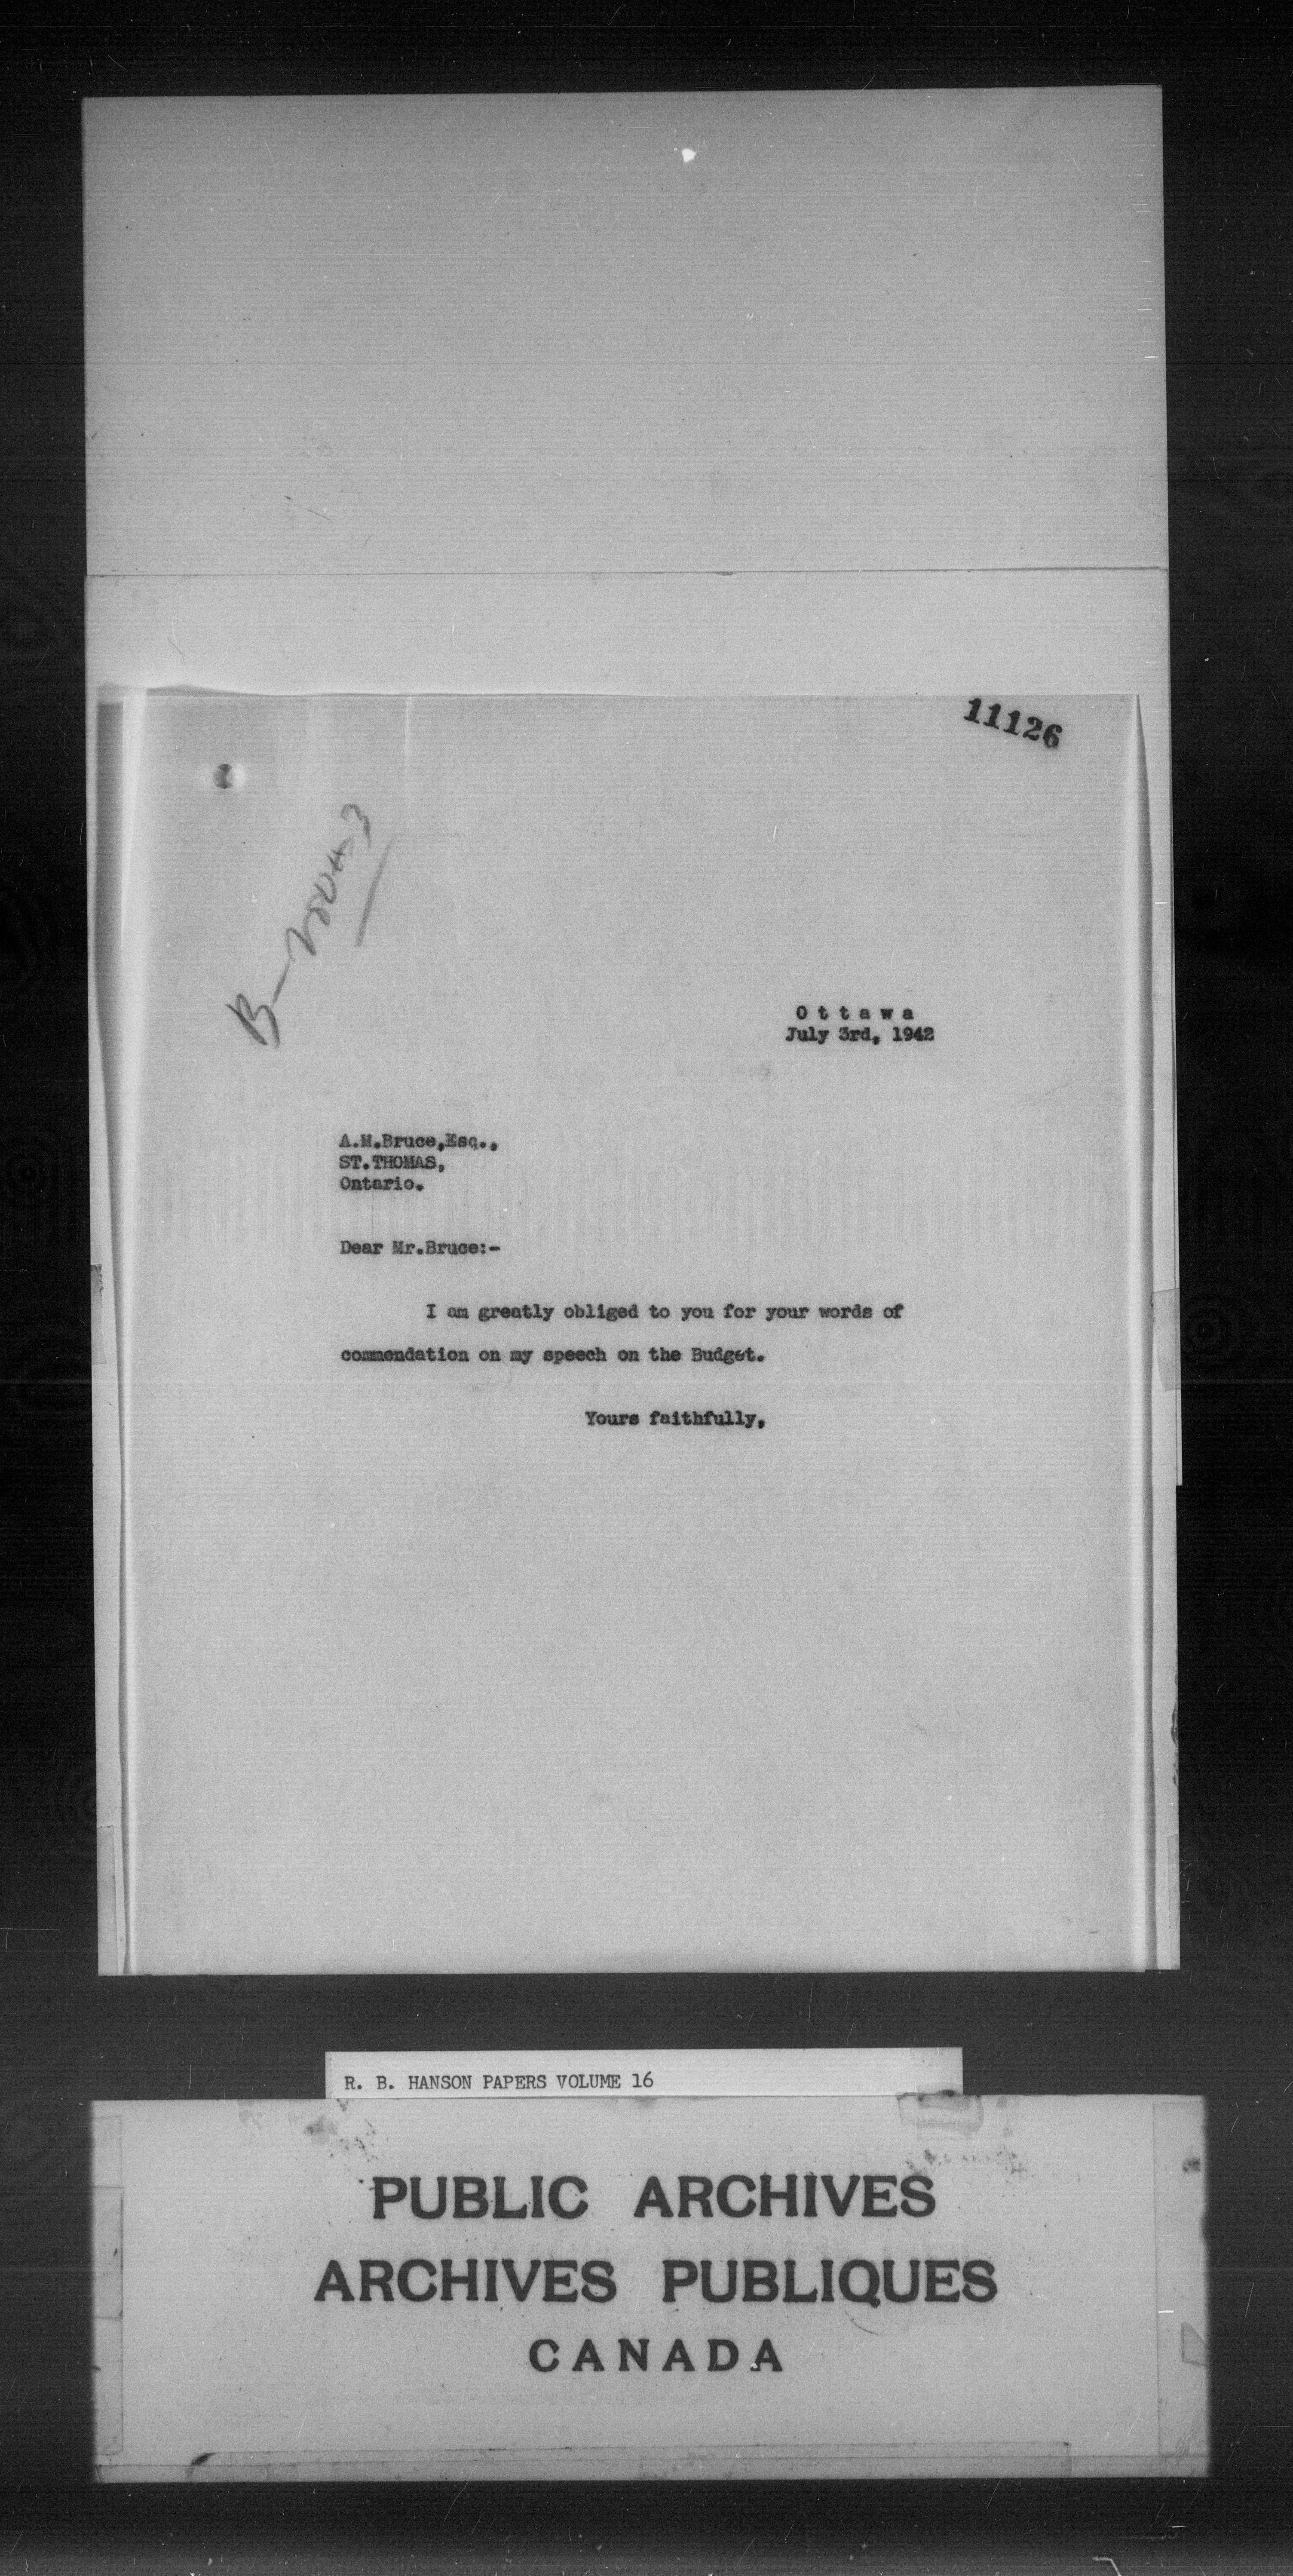 11126
O t t a w a
July 3rd, 1942
A.M.Bruce,Esq.,
ST.THOMAS,
Ontario.
Dear Mr.Bruce:-
I am greatly obliged to you for your words of
commendation on my speech on the Budget.
Yours faithfully,
R. B. HANSON PAPERS VOLUME 16
PUBLIC ARCHIVES
ARCHIVES PUBLIQUES
CANADA